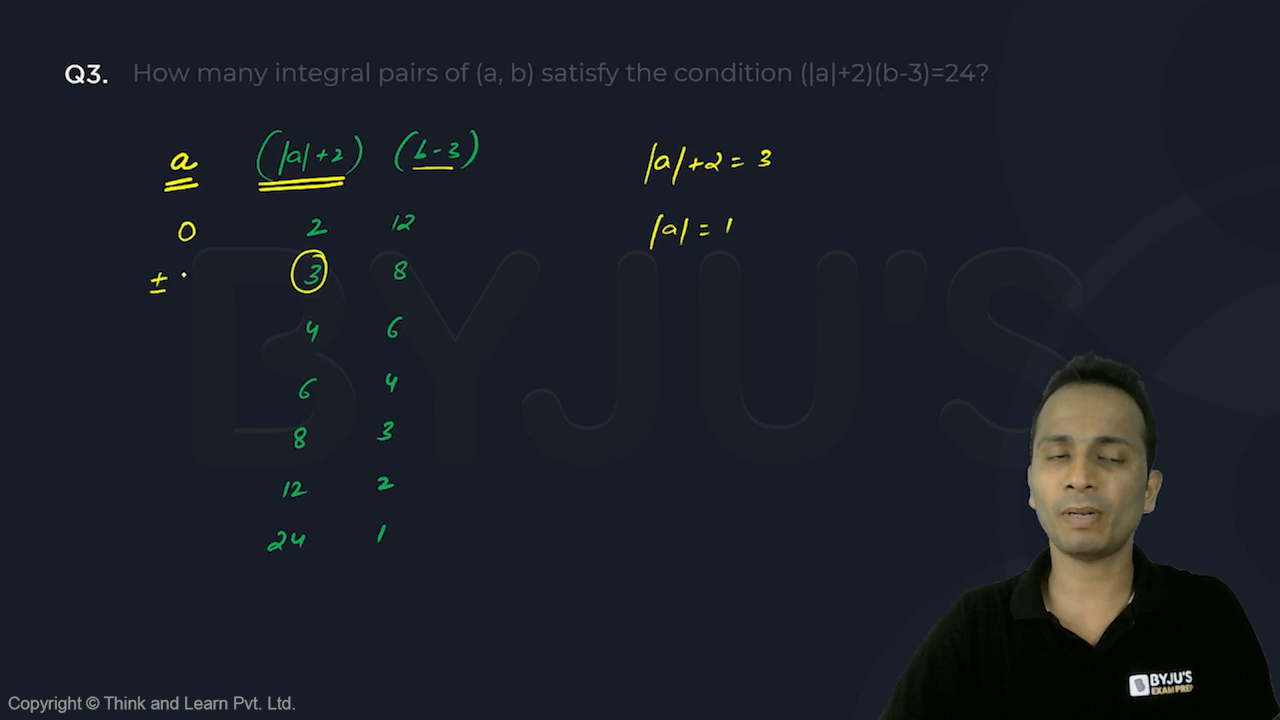 Q3. How many integral pairs of (a, b) satisfy the condition (|a|+2)(b-3)=24?
a (|a|+2) (b-3) |a|+2 = 3
0 2 12 |a| = 1
± 3 8
4 6
6 4
8 3
12 2
24 1
BYJU'S
BYJU'S
EXAM PREP
Copyright © Think and Learn Pvt. Ltd.